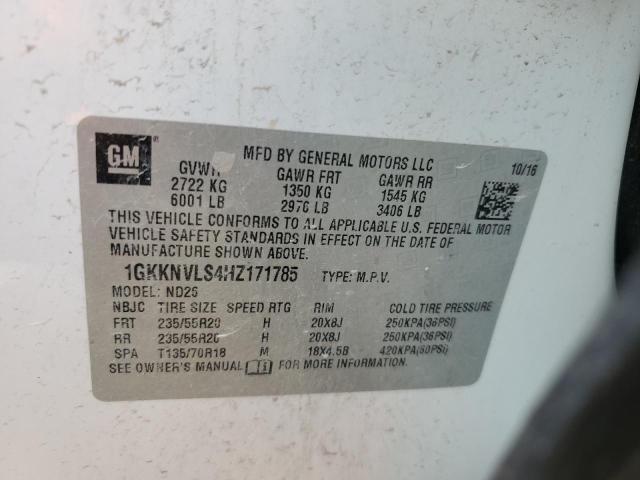 GM
MFD BY GENERAL MOTORS LLC
10/16
GVWR GAWR FRT GAWR RR
2722 KG 1350 KG 1545 KG
6001 LB 2976 LB 3406 LB
THIS VEHICLE CONFORMS TO ALL APPLICABLE U.S. FEDERAL MOTOR
VEHICLE SAFETY STANDARDS IN EFFECT ON THE DATE OF
MANUFACTURE SHOWN ABOVE.
1GKKNVLS4HZ171785 TYPE: M.P.V.
MODEL: ND26
NBJC TIRE SIZE SPEED RTG RIM COLD TIRE PRESSURE
FRT 235/55R20 H 20X8J 250KPA(36PSI)
RR 235/55R20 H 20X8J 250KPA(36PSI)
SPA T135/70R18 M 18X4.5B 420KPA(60PSI)
SEE OWNER'S MANUAL FOR MORE INFORMATION.